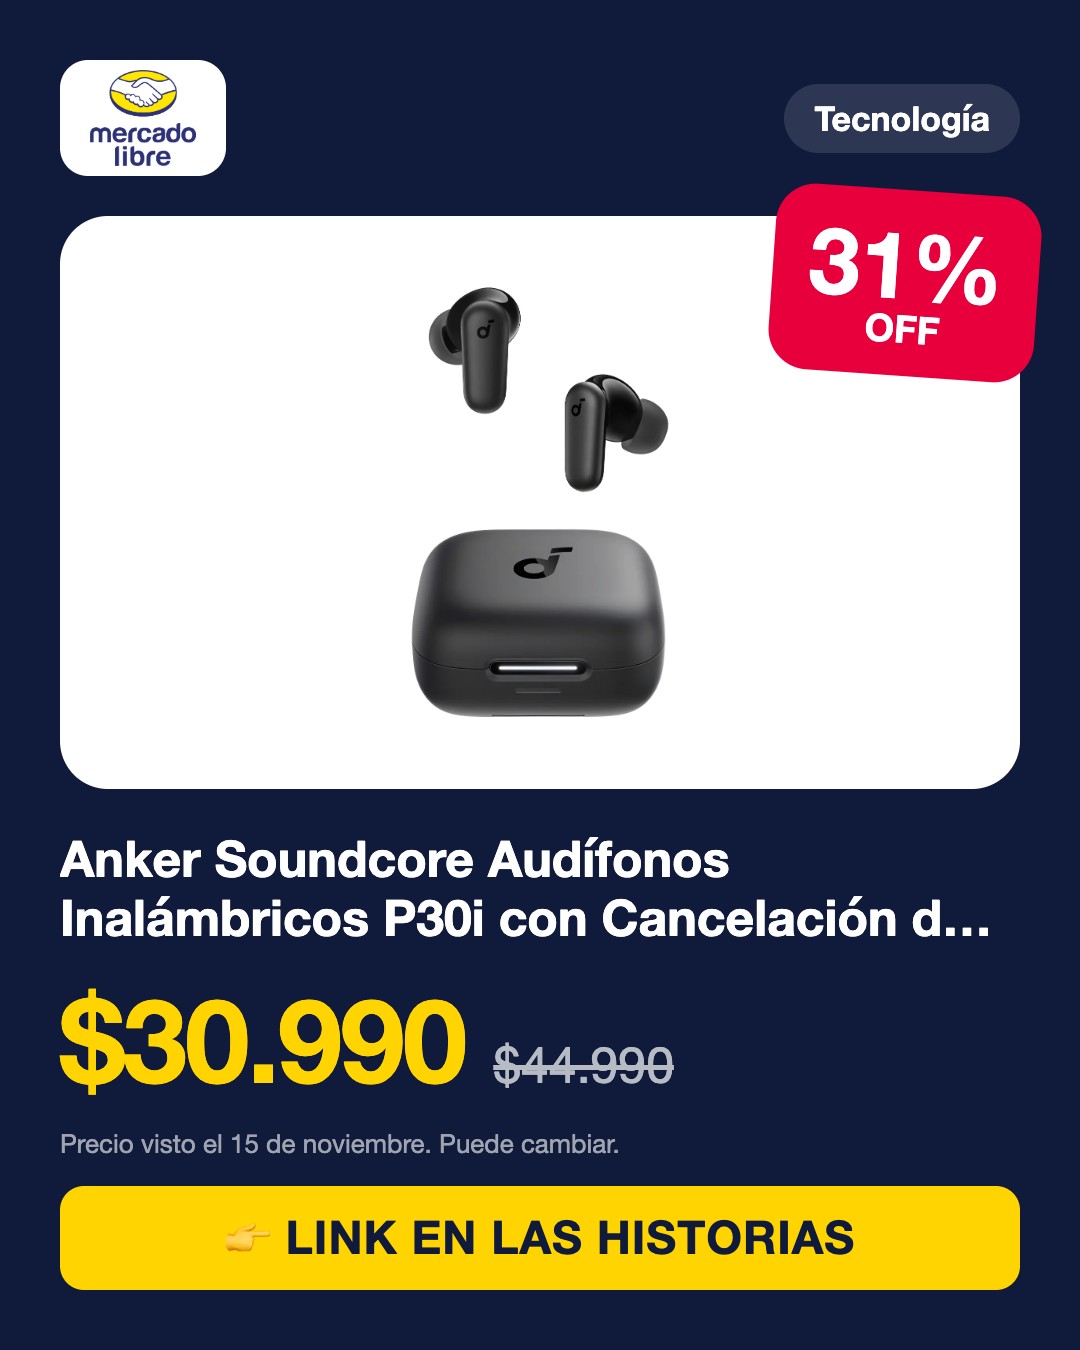 mercado
libre
Tecnología
31%
OFF
Anker Soundcore Audífonos
Inalámbricos P30i con Cancelación d...
$30.990 $44.990
Precio visto el 15 de noviembre. Puede cambiar.
👉 LINK EN LAS HISTORIAS